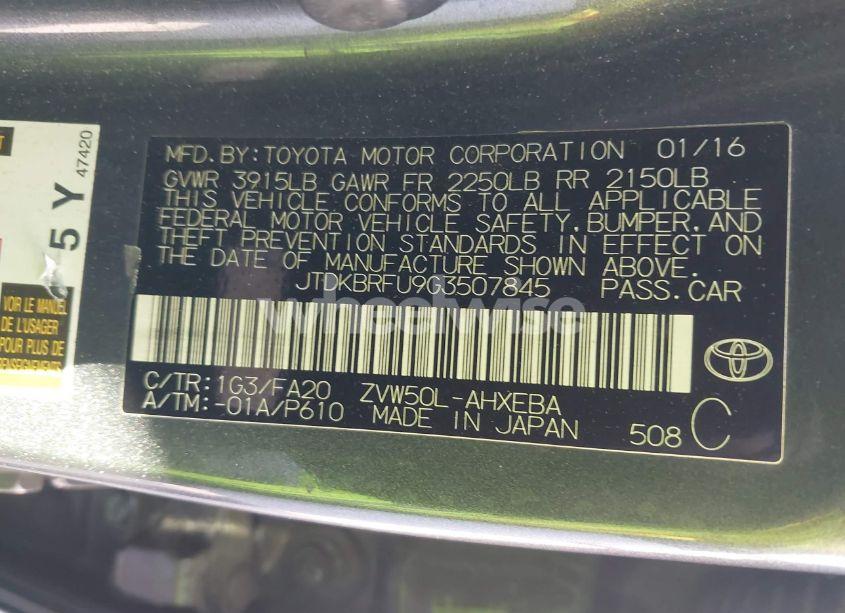 MFD. BY: TOYOTA MOTOR CORPORATION 01/16
GVWR 3915LB GAWR FR 2250LB RR 2150LB
THIS VEHICLE CONFORMS TO ALL APPLICABLE
FEDERAL MOTOR VEHICLE SAFETY, BUMPER, AND
THEFT PREVENTION STANDARDS IN EFFECT ON
THE DATE OF MANUFACTURE SHOWN ABOVE.
JTDKBRFU9G3507845 PASS. CAR
C/TR: 1G3/FA20 ZVW50L-AHXEBA
A/TM: -01A/P610 MADE IN JAPAN 508 C
5 Y
47420
VOIR LE MANUEL
DE L'USAGER
POUR PLUS DE
RENSEIGNEMENTS
wheelwise